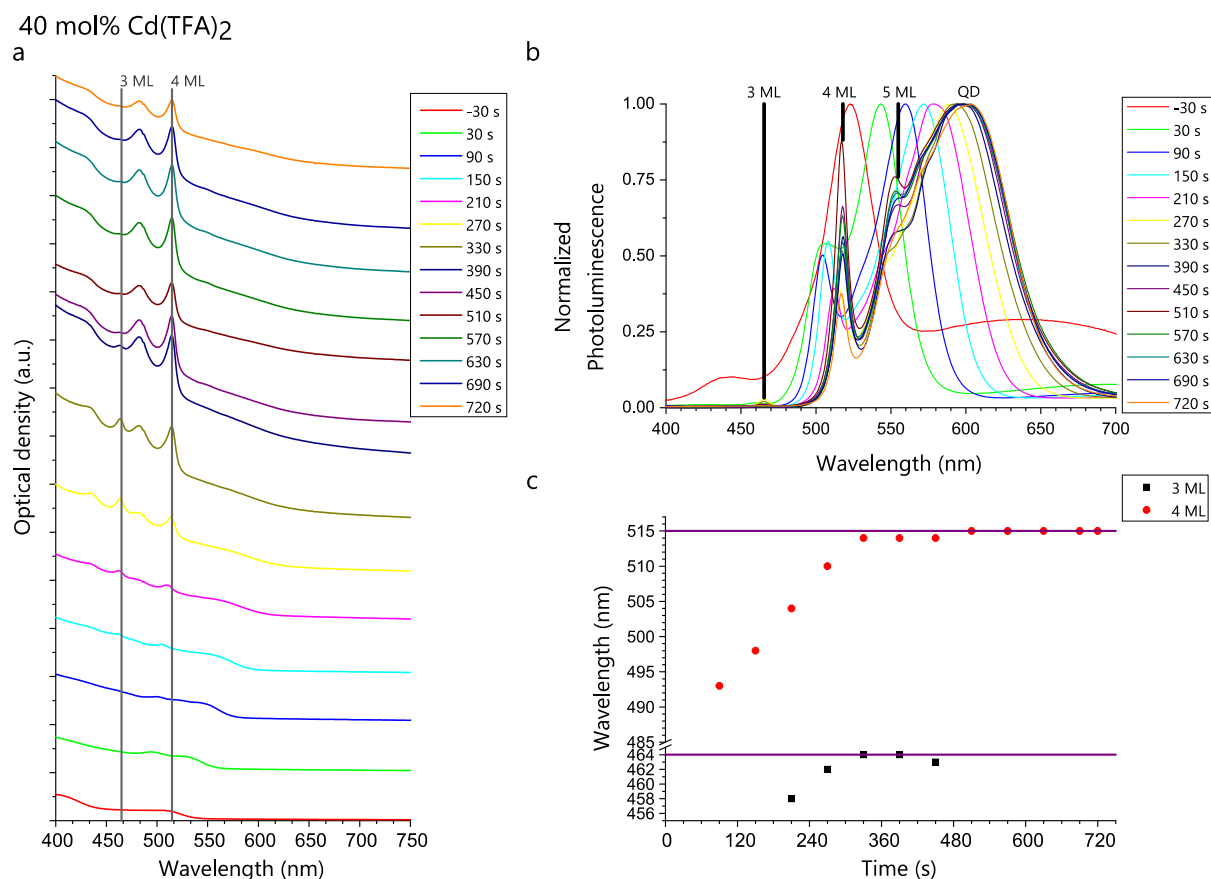 40 mol% Cd(TFA)2
a
3 ML 4 ML
-30 s
30 s
90 s
150 s
210 s
270 s
330 s
390 s
450 s
510 s
570 s
630 s
690 s
720 s
Optical density (a.u.)
400 450 500 550 600 650 700 750
Wavelength (nm)
b
3 ML 4 ML 5 ML QD
1.00
0.75
0.50
0.25
0.00
Normalized
Photoluminescence
400 450 500 550 600 650 700
Wavelength (nm)
-30 s
30 s
90 s
150 s
210 s
270 s
330 s
390 s
450 s
510 s
570 s
630 s
690 s
720 s
c
3 ML
4 ML
515
510
505
500
495
490
485
464
462
460
458
456
Wavelength (nm)
0 120 240 360 480 600 720
Time (s)